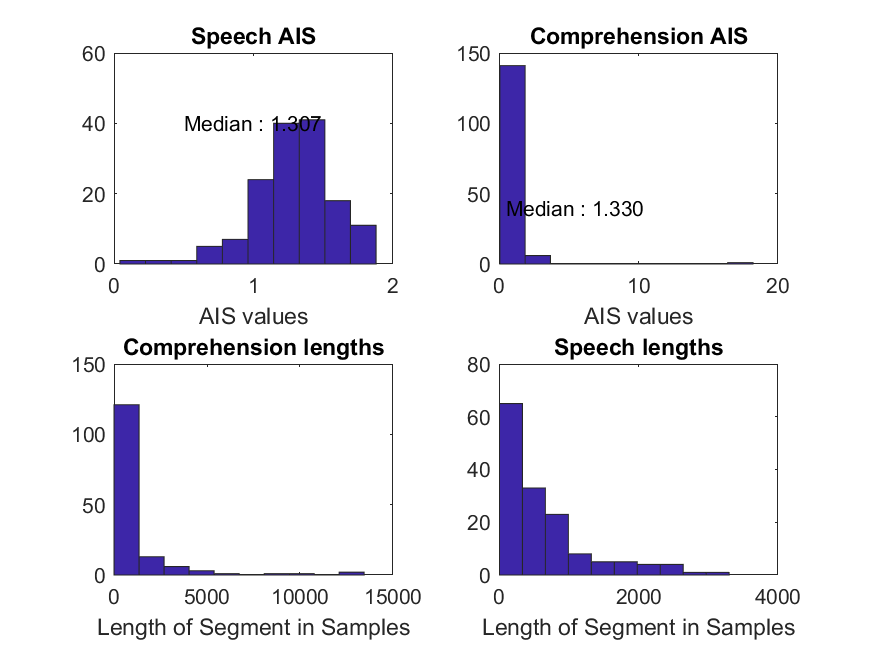 Speech AIS
60
40
20
0
Median : 1.307
0 1 2
AIS values
Comprehension AIS
150
100
50
0
Median : 1.330
0 10 20
AIS values
Comprehension lengths
150
100
50
0
0 5000 10000 15000
Length of Segment in Samples
Speech lengths
80
60
40
20
0
0 2000 4000
Length of Segment in Samples